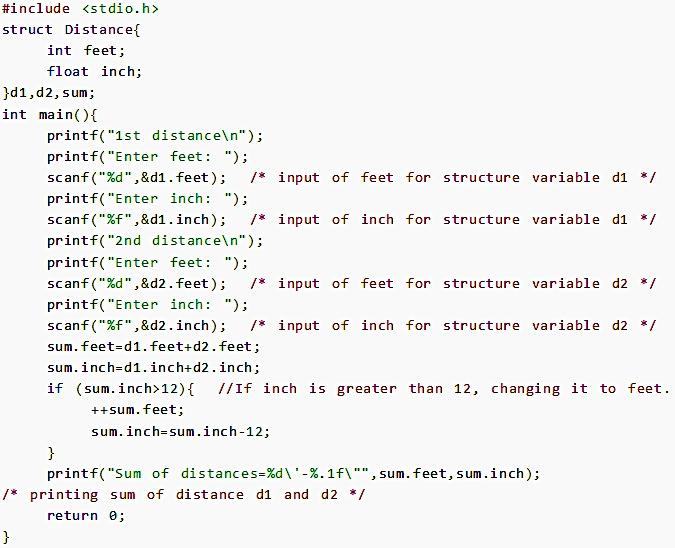 #include <stdio.h>
struct Distance{
     int feet;
     float inch;
}d1,d2,sum;
int main(){
     printf("1st distance\n");
     printf("Enter feet: ");
     scanf("%d",&d1.feet);   /* input of feet for structure variable d1 */
     printf("Enter inch: ");
     scanf("%f",&d1.inch);   /* input of inch for structure variable d1 */
     printf("2nd distance\n");
     printf("Enter feet: ");
     scanf("%d",&d2.feet);   /* input of feet for structure variable d2 */
     printf("Enter inch: ");
     scanf("%f",&d2.inch);   /* input of inch for structure variable d2 */
     sum.feet=d1.feet+d2.feet;
     sum.inch=d1.inch+d2.inch;
     if (sum.inch>12){   //If inch is greater than 12, changing it to feet.
          ++sum.feet;
          sum.inch=sum.inch-12;
     }
     printf("Sum of distances=%d\'-%.1f\"",sum.feet,sum.inch);
/* printing sum of distance d1 and d2 */
     return 0;
}